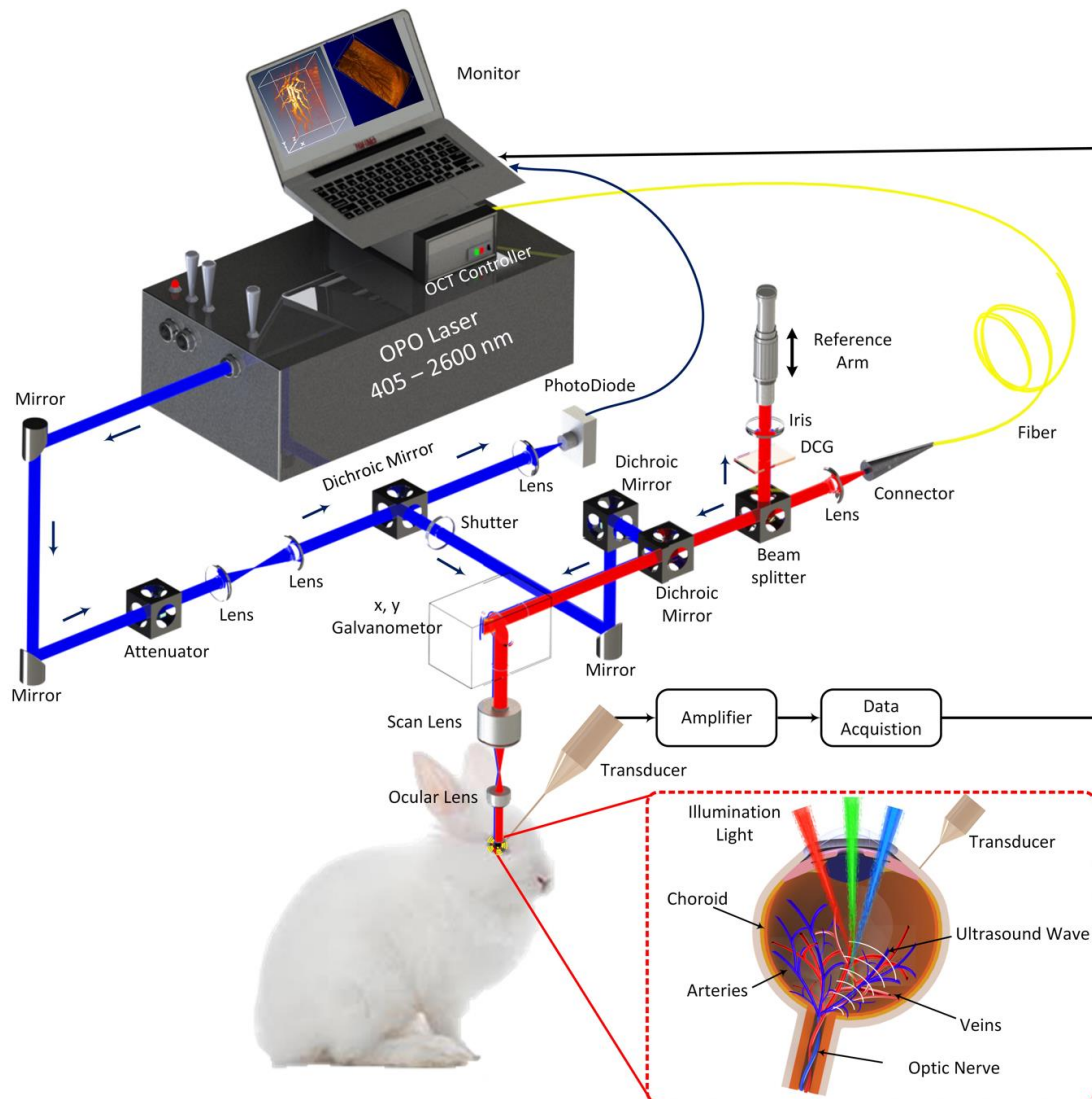 Monitor
OCT Controller
OPO Laser
405 – 2600 nm
Mirror
PhotoDiode
Reference
Arm
Iris
DCG
Fiber
Dichroic Mirror
Lens
Dichroic
Mirror
Connector
Lens
Shutter
Beam
splitter
Lens
Lens
x, y
Galvanometor
Dichroic
Mirror
Attenuator
Mirror
Mirror
Scan Lens
Amplifier
Data
Acquistion
Transducer
Ocular Lens
Illumination
Light
Transducer
Choroid
Ultrasound Wave
Arteries
Veins
Optic Nerve